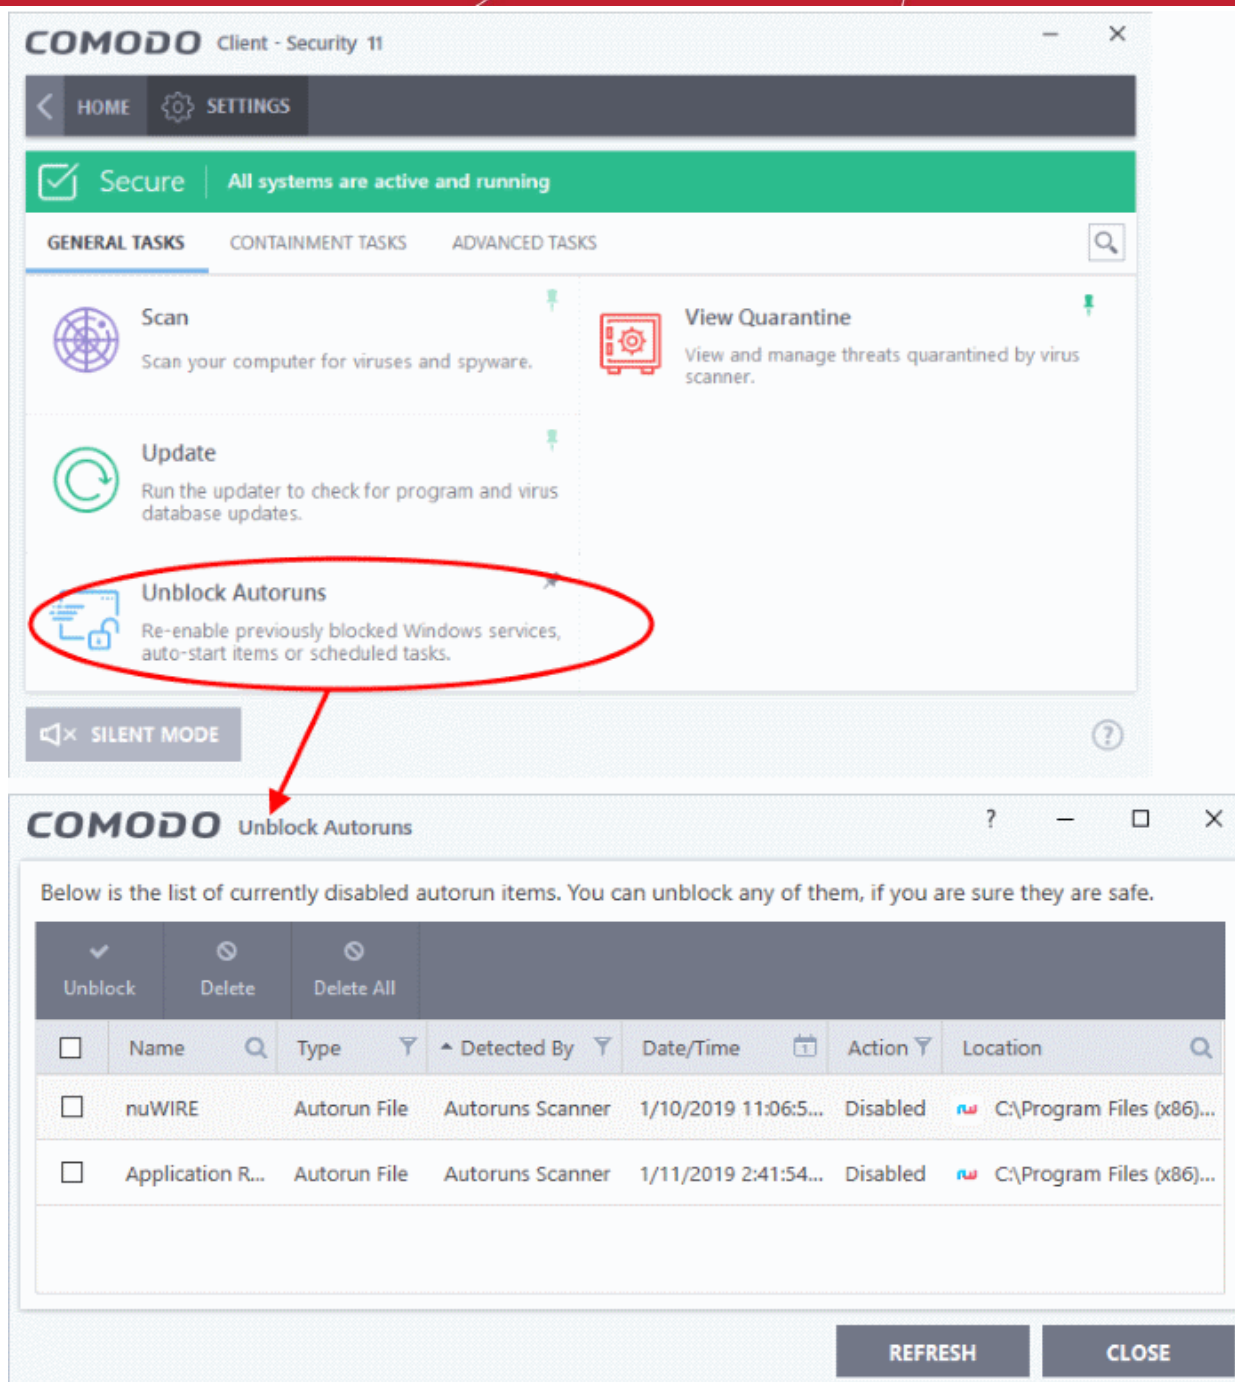 COMODO Client - Security 11
HOME SETTINGS
Secure All systems are active and running
GENERAL TASKS CONTAINMENT TASKS ADVANCED TASKS
Scan
Scan your computer for viruses and spyware.
View Quarantine
View and manage threats quarantined by virus
scanner.
Update
Run the updater to check for program and virus
database updates.
Unblock Autoruns
Re-enable previously blocked Windows services,
auto-start items or scheduled tasks.
SILENT MODE
?
COMODO Unblock Autoruns
?
Below is the list of currently disabled autorun items. You can unblock any of them, if you are sure they are safe.
Unblock Delete Delete All
Name Type Detected By Date/Time 1 Action Location
nuWIRE Autorun File Autoruns Scanner 1/10/2019 11:06:5... Disabled C:\Program Files (x86)...
Application R... Autorun File Autoruns Scanner 1/11/2019 2:41:54... Disabled C:\Program Files (x86)...
REFRESH CLOSE